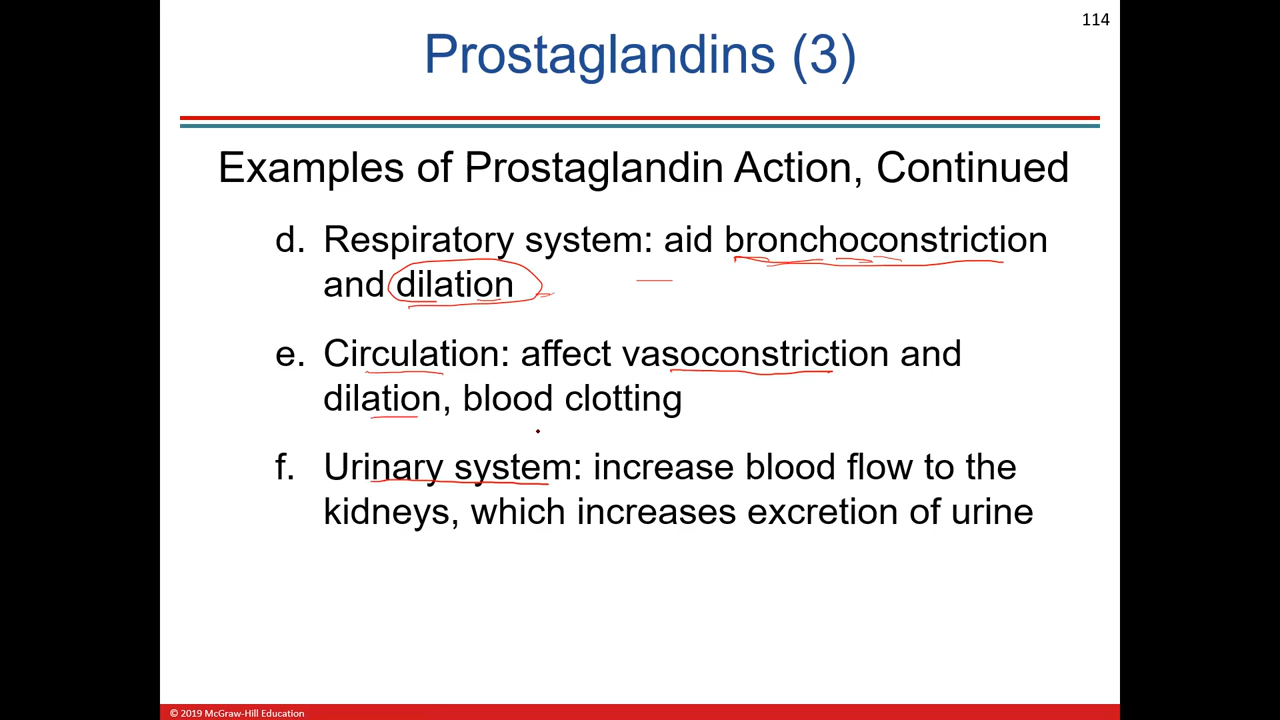 114
Prostaglandins (3)
Examples of Prostaglandin Action, Continued
d. Respiratory system: aid bronchoconstriction
and dilation
e. Circulation: affect vasoconstriction and
dilation, blood clotting
f. Urinary system: increase blood flow to the
kidneys, which increases excretion of urine
© 2019 McGraw-Hill Education